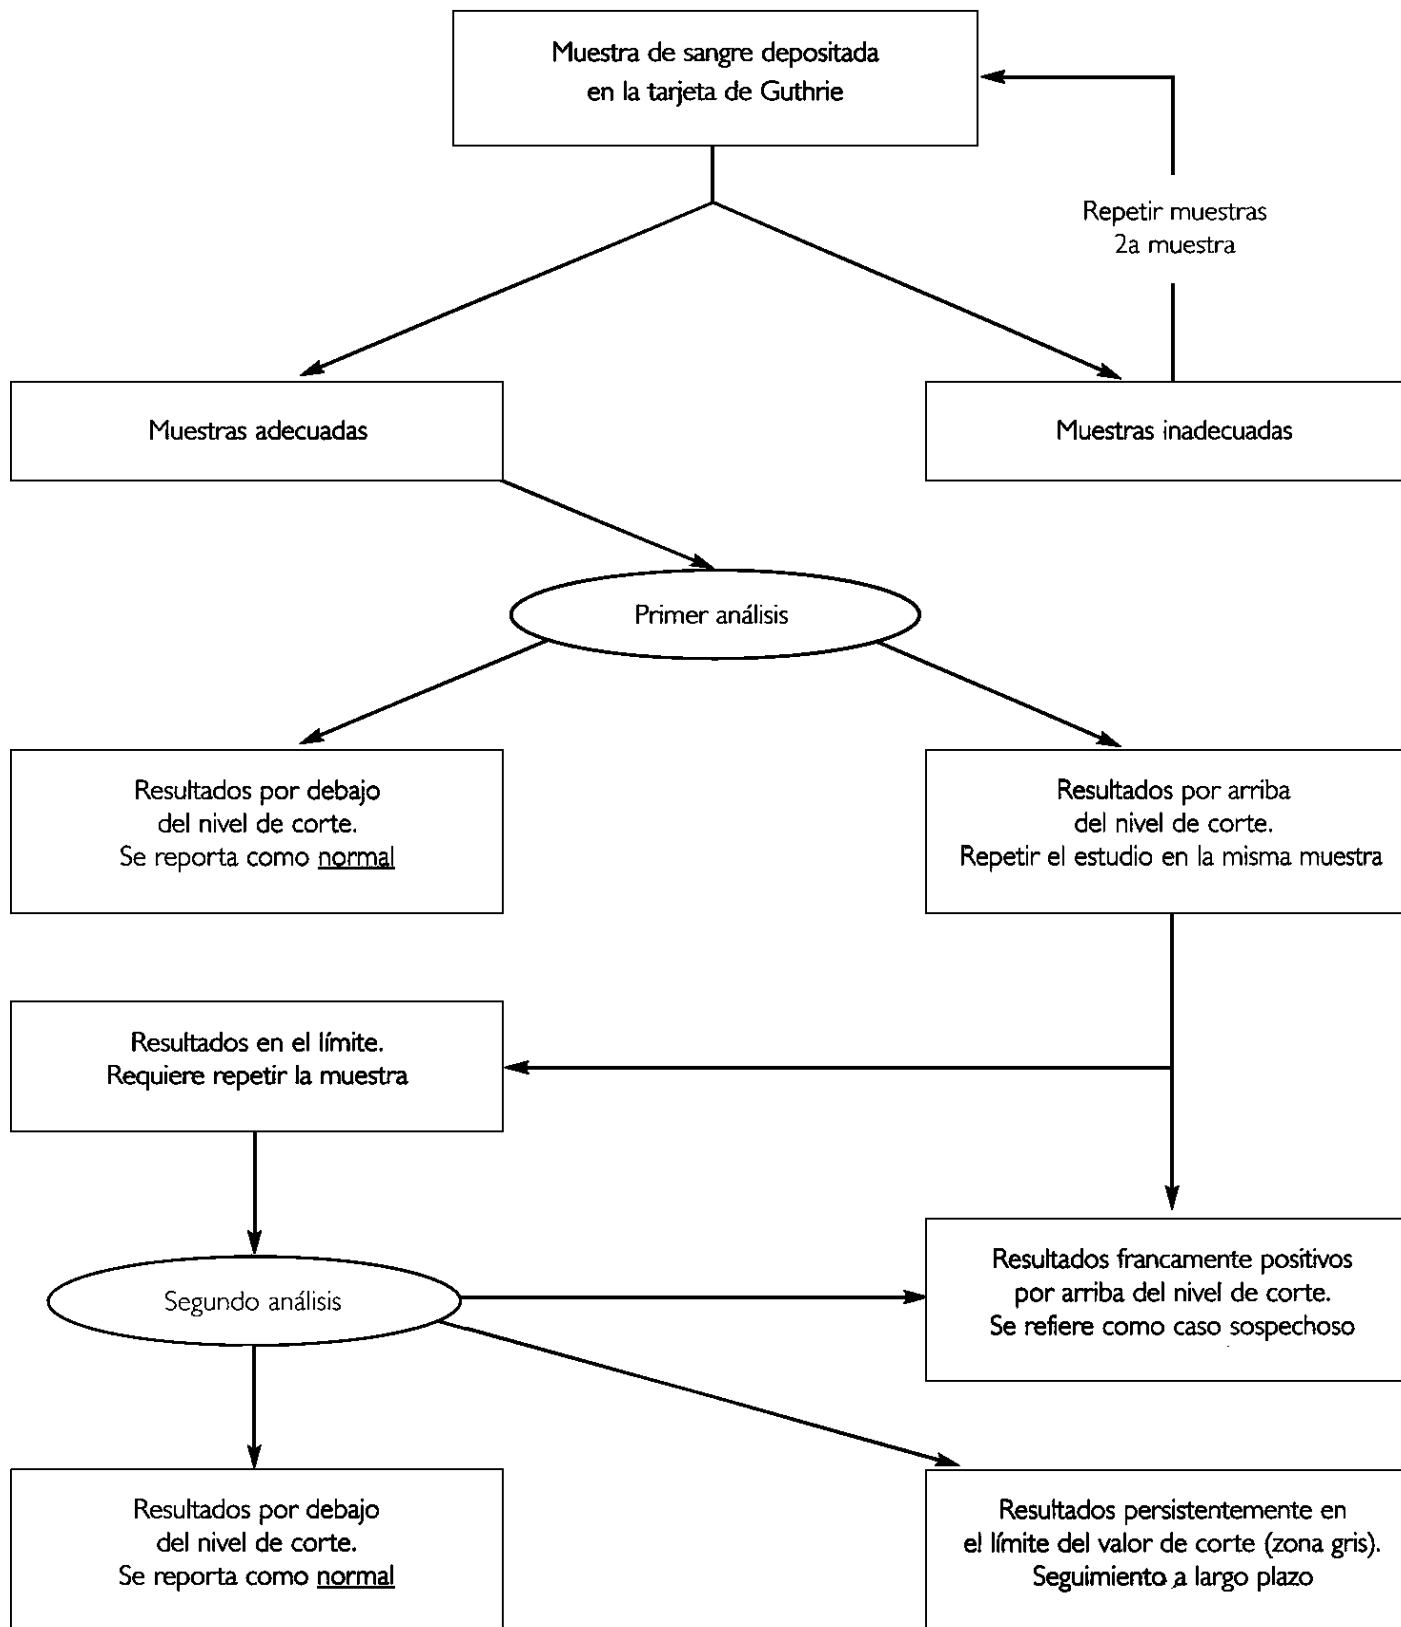 Muestra de sangre depositada
en la tarjeta de Guthrie
Repetir muestras
2a muestra
Muestras adecuadas
Muestras inadecuadas
Primer análisis
Resultados por debajo
del nivel de corte.
Se reporta como normal
Resultados por arriba
del nivel de corte.
Repetir el estudio en la misma muestra
Resultados en el límite.
Requiere repetir la muestra
Segundo análisis
Resultados francamente positivos
por arriba del nivel de corte.
Se refiere como caso sospechoso
Resultados por debajo
del nivel de corte.
Se reporta como normal
Resultados persistentemente en
el límite del valor de corte (zona gris).
Seguimiento a largo plazo